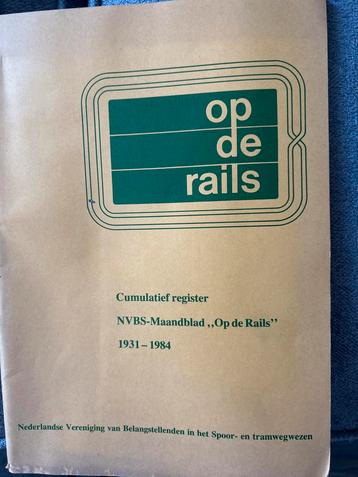 op
de
rails
Cumulatief register
NVBS-Maandblad ,,Op de Rails”
1931 – 1984
Nederlandse Vereniging van Belangstellenden in het Spoor- en tramwegwezen